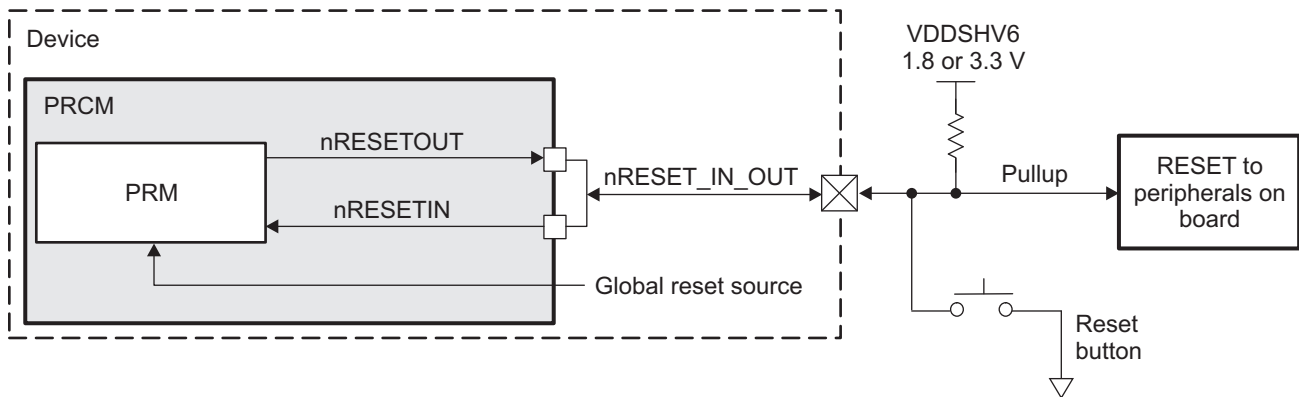 Device
PRCM
PRM
nRESETOUT
nRESETIN
nRESET_IN_OUT
Global reset source
VDDSHV6
1.8 or 3.3 V
Pullup
RESET to
peripherals on
board
Reset
button